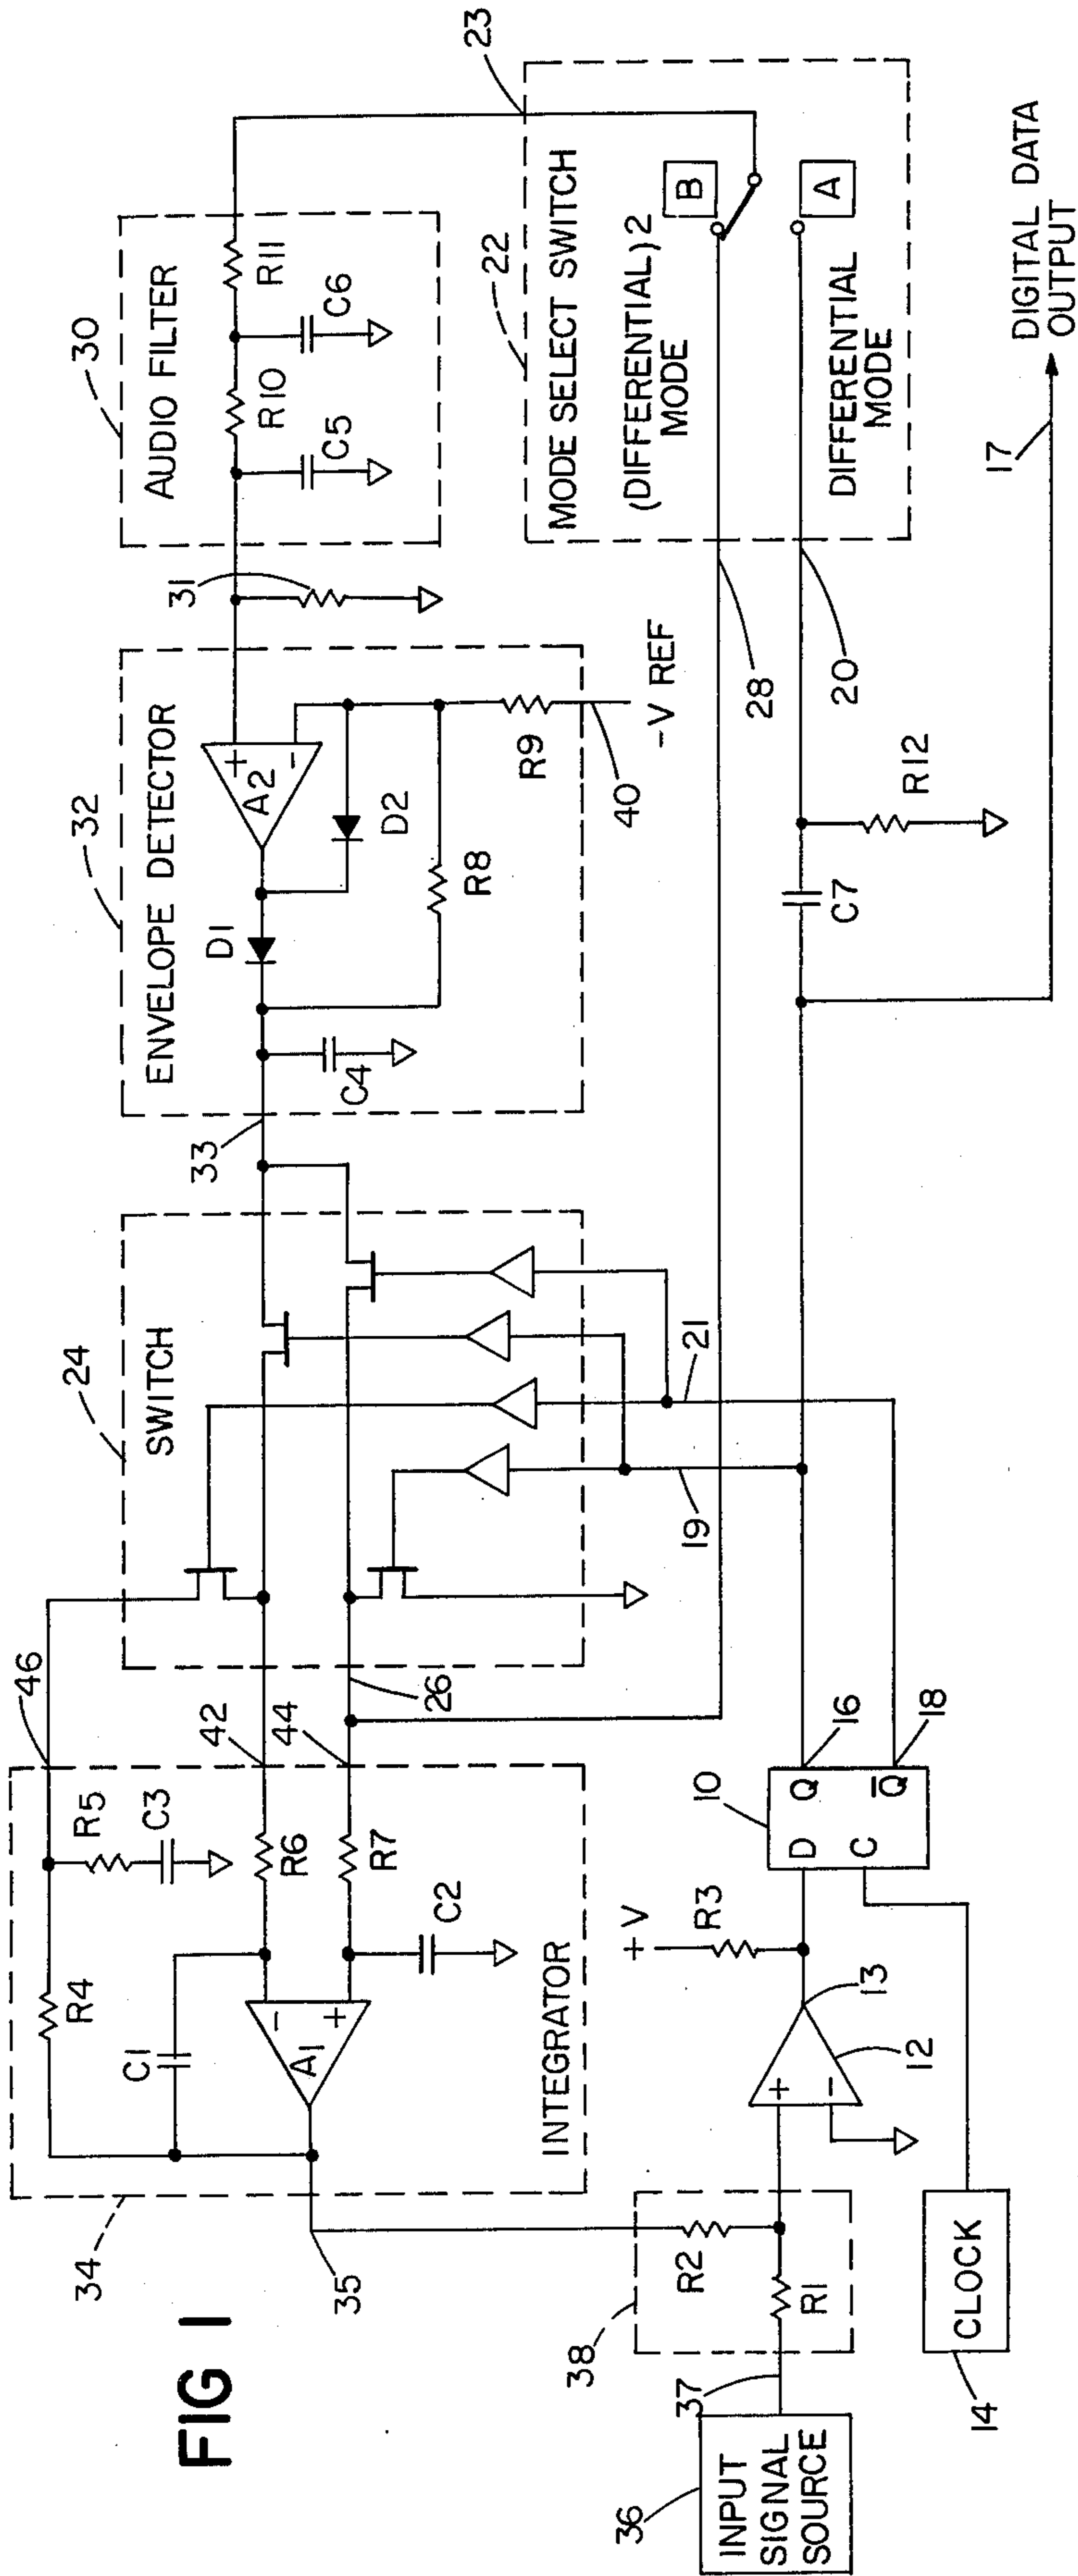 FIG 1
46
R4
R5
C3
C1
42
R6
A1
−
+
44
R7
C2
INTEGRATOR
34
35
26
24
SWITCH
19
21
33
32
ENVELOPE DETECTOR
D1
C4
A2
+
−
D2
R8
R9
40
-V REF
31
30
AUDIO FILTER
R10
R11
C5
C6
23
22
MODE SELECT SWITCH
(DIFFERENTIAL) 2
MODE
B
A
DIFFERENTIAL
MODE
28
20
R12
C7
17
DIGITAL DATA
OUTPUT
38
R2
R1
37
36
INPUT
SIGNAL
SOURCE
+
−
12
13
+V
R3
10
D
Q
C
Q̅
16
18
14
CLOCK